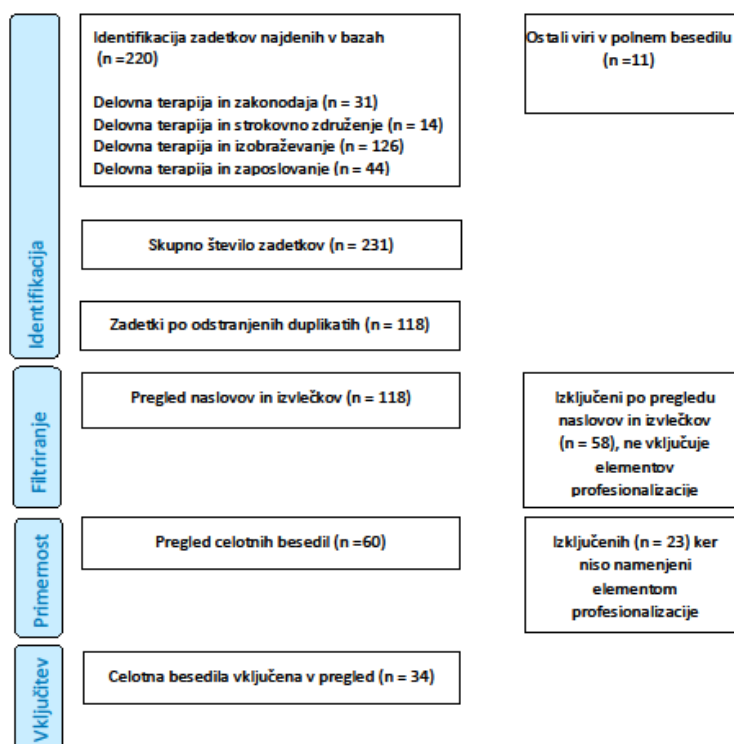 Identifikacija
Identifikacija zadetkov najdenih v bazah
(n =220)
Delovna terapija in zakonodaja (n = 31)
Delovna terapija in strokovno združenje (n = 14)
Delovna terapija in izobraževanje (n = 126)
Delovna terapija in zaposlovanje (n = 44)
Ostali viri v polnem besedilu
(n =11)
Skupno število zadetkov (n = 231)
Zadetki po odstranjenih duplikatih (n = 118)
Filtriranje
Pregled naslovov in izvlečkov (n = 118)
Izključeni po pregledu
naslovov in izvlečkov
(n = 58), ne vključuje
elementov
profesionalizacije
Primernost
Pregled celotnih besedil (n =60)
Izključenih (n = 23) ker
niso namenjeni
elementom
profesionalizacije
Vključitev
Celotna besedila vključena v pregled (n = 34)